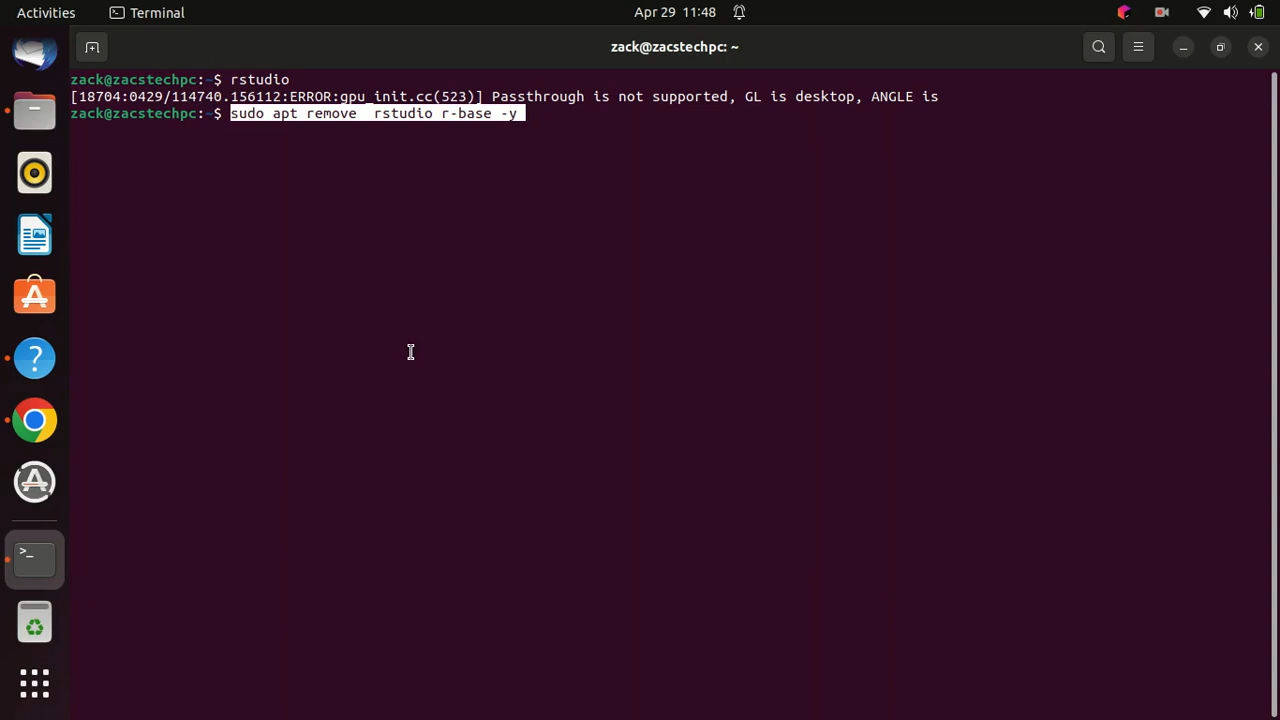 Activities
Terminal
Apr 29 11:48
zack@zacstechpc: ~
zack@zacstechpc:~$ rstudio
[18704:0429/114740.156112:ERROR:gpu_init.cc(523)] Passthrough is not supported, GL is desktop, ANGLE is
zack@zacstechpc:~$ sudo apt remove  rstudio r-base -y